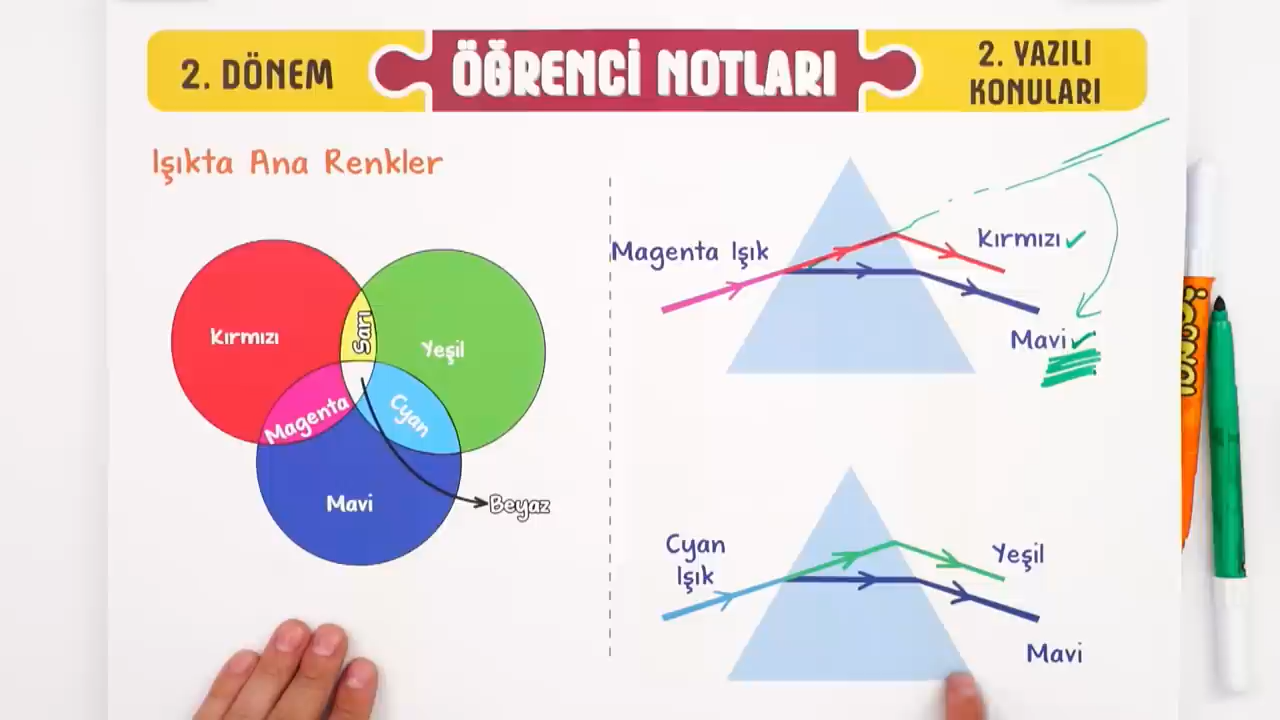 2. DÖNEM
ÖĞRENCİ NOTLARI
2. YAZILI
KONULARI
Işıkta Ana Renkler
Kırmızı
Sarı
Yeşil
Magenta
Cyan
Mavi
Beyaz
Magenta Işık
Kırmızı
Mavi
Cyan
Işık
Yeşil
Mavi